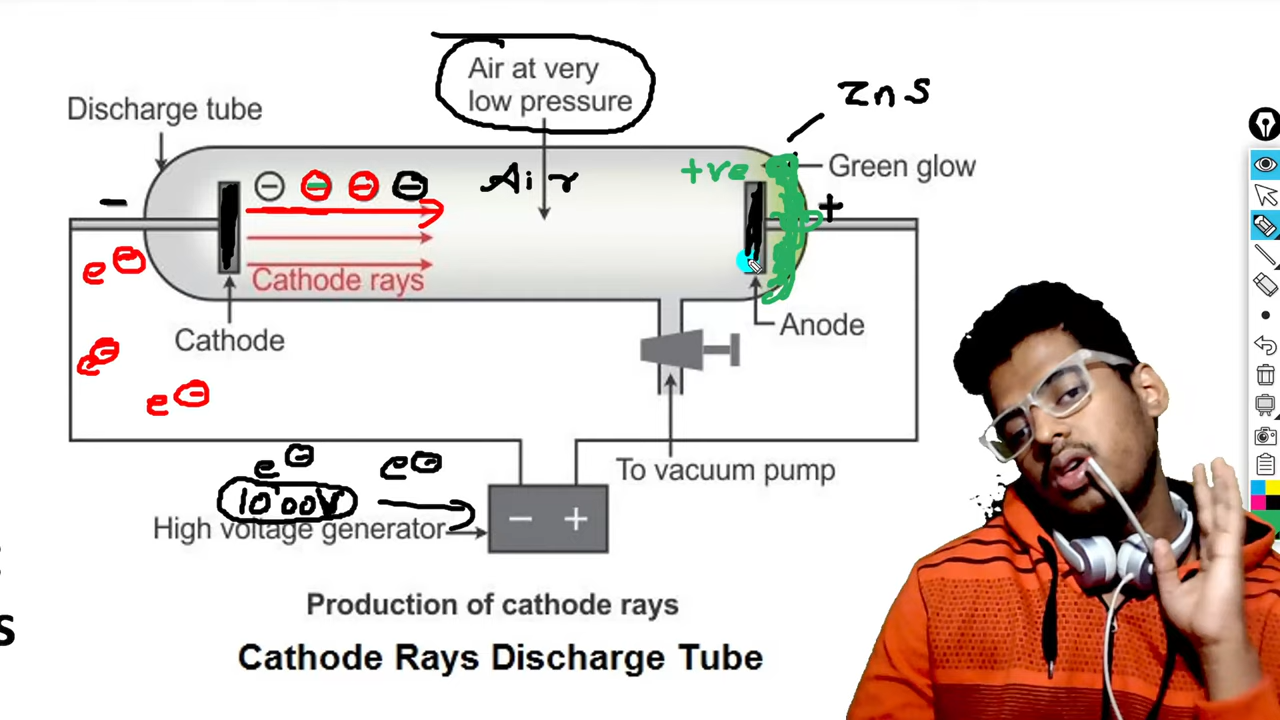 Air at very
low pressure
Zn S
Discharge tube
+ve
Green glow
Air
-
+
Cathode rays
e
Cathode
Anode
e
e
e
e
To vacuum pump
10'00V
High voltage generator
- +
Production of cathode rays
S
Cathode Rays Discharge Tube